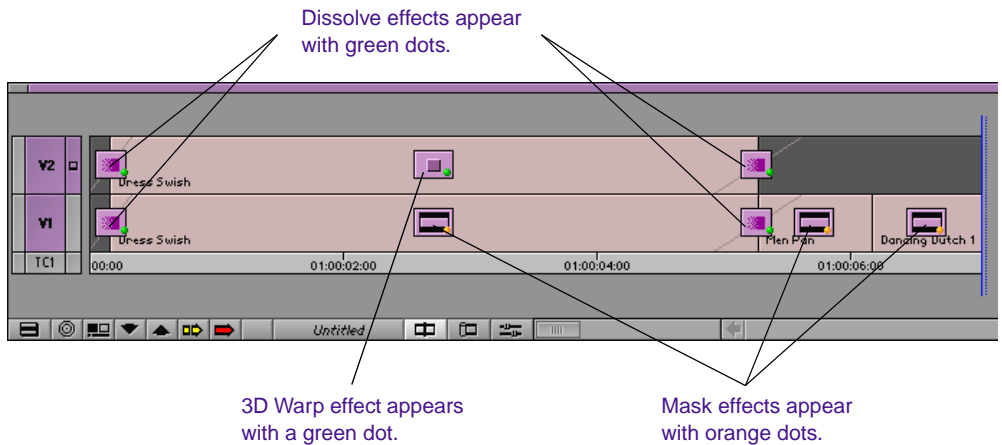 Dissolve effects appear
with green dots.
V2
Dress Swish
V1
Dress Swish
Men Pan
Dancing Dutch 1
TC1
00:00
01:00:02:00
01:00:04:00
01:00:06:00
Untitled
3D Warp effect appears
with a green dot.
Mask effects appear
with orange dots.